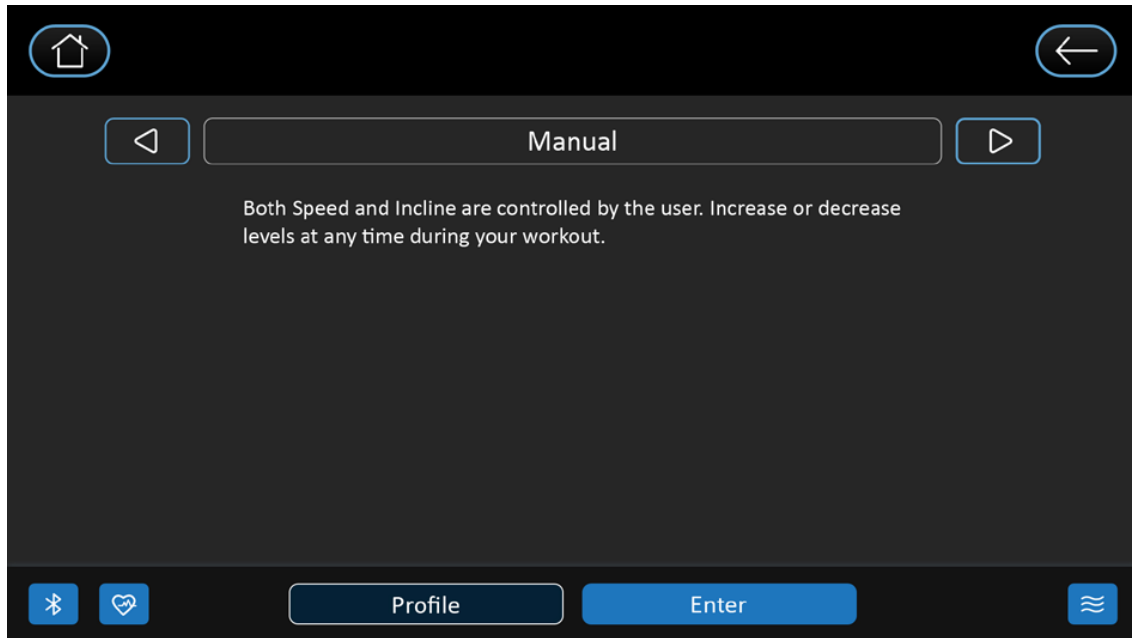 Manual
Both Speed and Incline are controlled by the user. Increase or decrease
levels at any time during your workout.
Profile
Enter